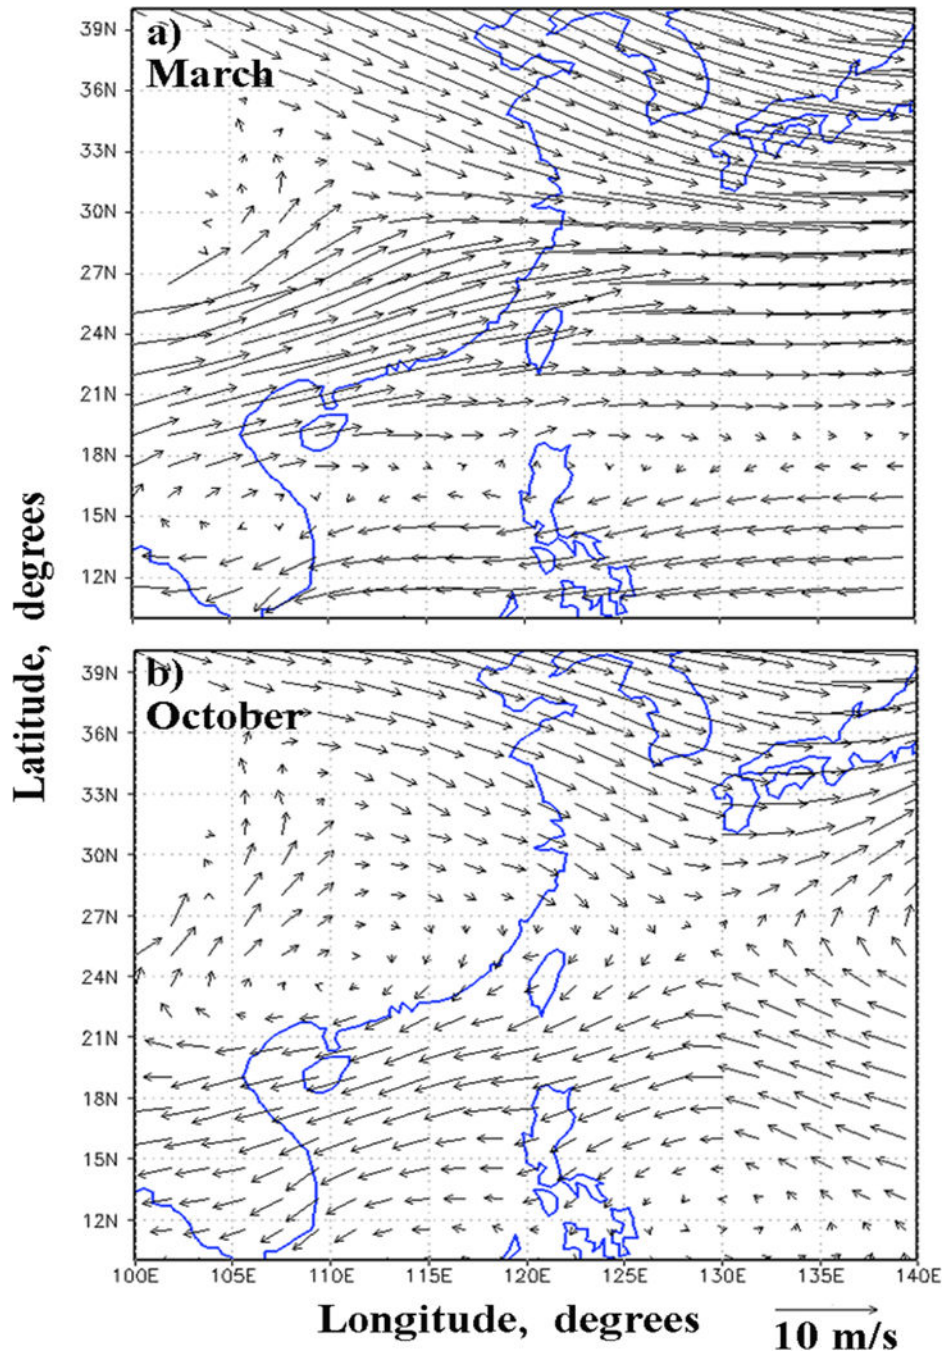 a)
March
39N
36N
33N
30N
27N
24N
21N
18N
15N
12N
b)
October
39N
36N
33N
30N
27N
24N
21N
18N
15N
12N
Latitude, degrees
100E 105E 110E 115E 120E 125E 130E 135E 140E
Longitude, degrees
10 m/s